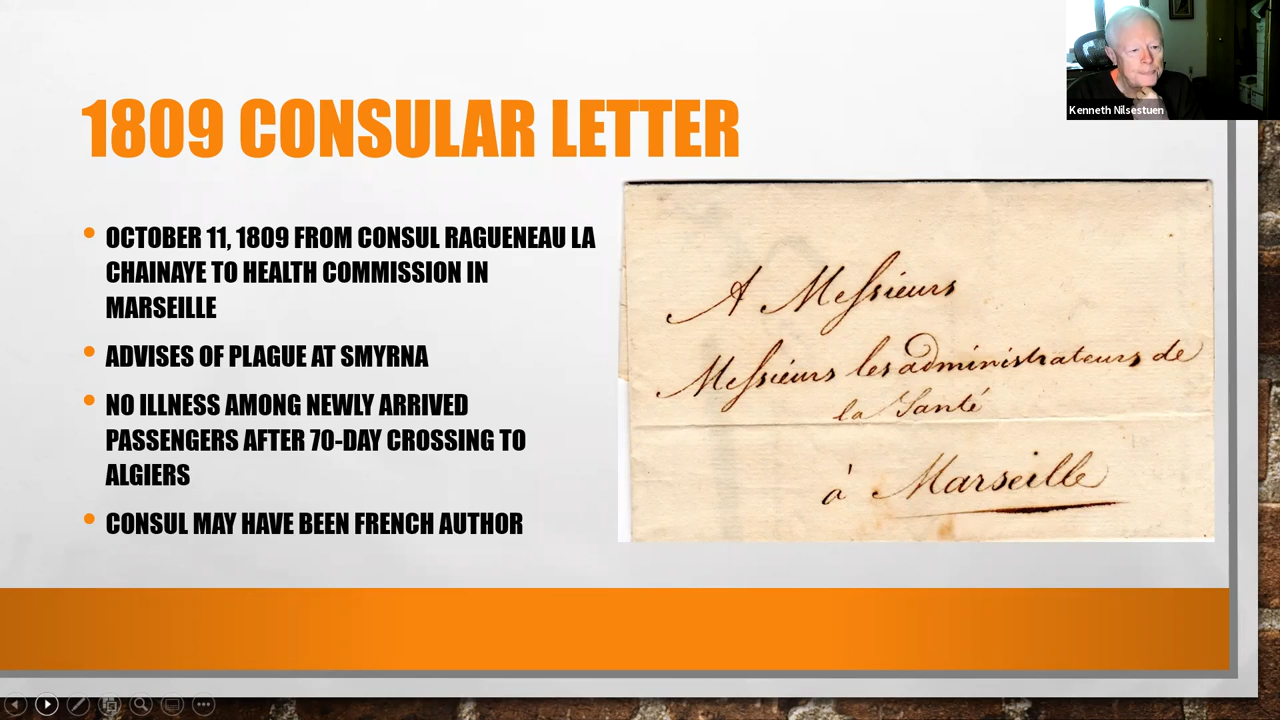 1809 CONSULAR LETTER
• OCTOBER 11, 1809 FROM CONSUL RAGUENEAU LA
CHAINAYE TO HEALTH COMMISSION IN
MARSEILLE
• ADVISES OF PLAGUE AT SMYRNA
• NO ILLNESS AMONG NEWLY ARRIVED
PASSENGERS AFTER 70-DAY CROSSING TO
ALGIERS
• CONSUL MAY HAVE BEEN FRENCH AUTHOR
A Messieurs
Messieurs les administrateurs de
la Santé
à Marseille
Kenneth Nilsestuen